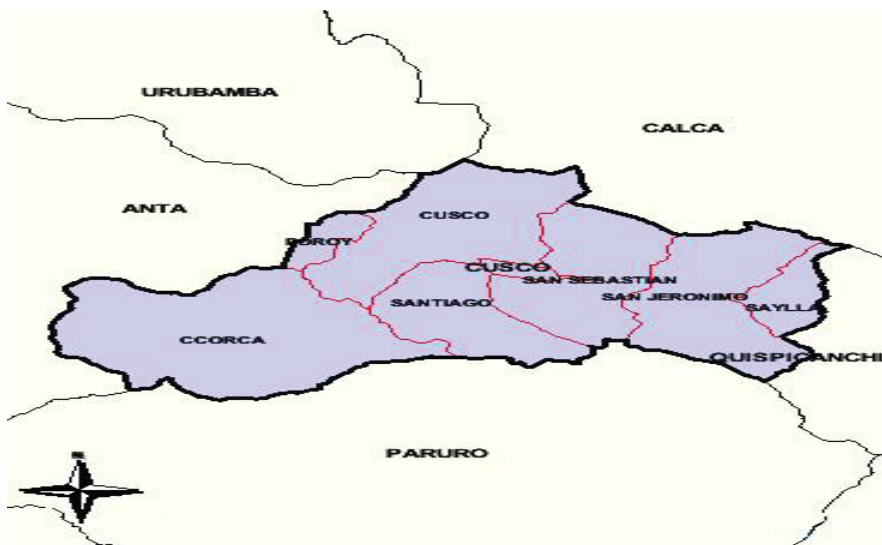 URUBAMBA
CALCA
ANTA
CUSCO
POROY
CUSCO
SAN SEBASTIAN
SAN JERONIMO
SANTIAGO
SAYLLA
CCORCA
QUISPICANCHI
PARURO
N